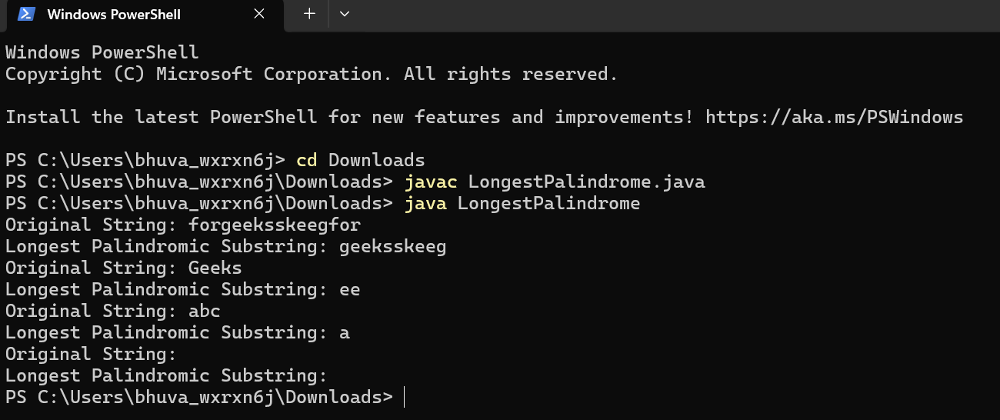 Windows PowerShell
Windows PowerShell
Copyright (C) Microsoft Corporation. All rights reserved.
Install the latest PowerShell for new features and improvements! https://aka.ms/PSWindows
PS C:\Users\bhuva_wxrxn6j> cd Downloads
PS C:\Users\bhuva_wxrxn6j\Downloads> javac LongestPalindrome.java
PS C:\Users\bhuva_wxrxn6j\Downloads> java LongestPalindrome
Original String: forgeeksskeegfor
Longest Palindromic Substring: geeksskeeg
Original String: Geeks
Longest Palindromic Substring: ee
Original String: abc
Longest Palindromic Substring: a
Original String:
Longest Palindromic Substring:
PS C:\Users\bhuva_wxrxn6j\Downloads>